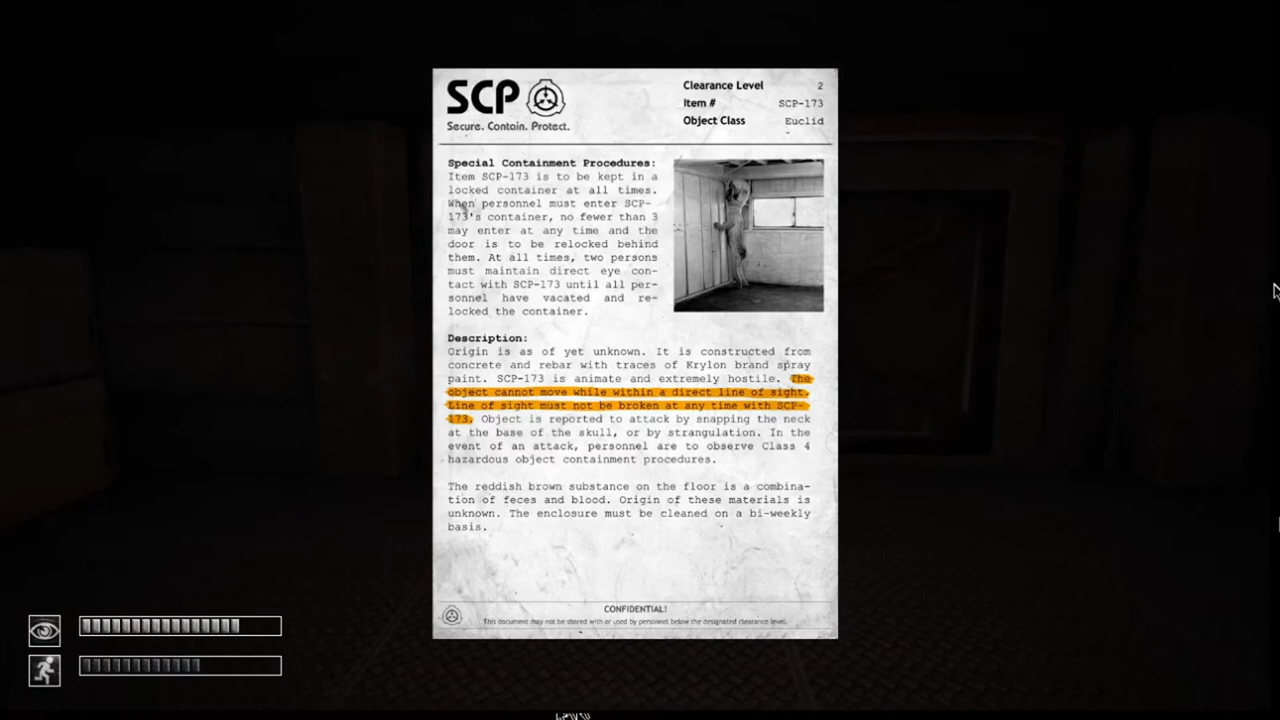 SCP
Secure. Contain. Protect.
Clearance Level 2
Item # SCP-173
Object Class Euclid
Special Containment Procedures:
Item SCP-173 is to be kept in a
locked container at all times.
When personnel must enter SCP-
173's container, no fewer than 3
may enter at any time and the
door is to be relocked behind
them. At all times, two persons
must maintain direct eye con-
tact with SCP-173 until all per-
sonnel have vacated and re-
locked the container.
Description:
Origin is as of yet unknown. It is constructed from
concrete and rebar with traces of Krylon brand spray
paint. SCP-173 is animate and extremely hostile. The
object cannot move while within a direct line of sight.
Line of sight must not be broken at any time with SCP-
173. Object is reported to attack by snapping the neck
at the base of the skull, or by strangulation. In the
event of an attack, personnel are to observe Class 4
hazardous object containment procedures.
The reddish brown substance on the floor is a combina-
tion of feces and blood. Origin of these materials is
unknown. The enclosure must be cleaned on a bi-weekly
basis.
CONFIDENTIAL!
This document may not be shared with or used by personnel below the designated clearance level.